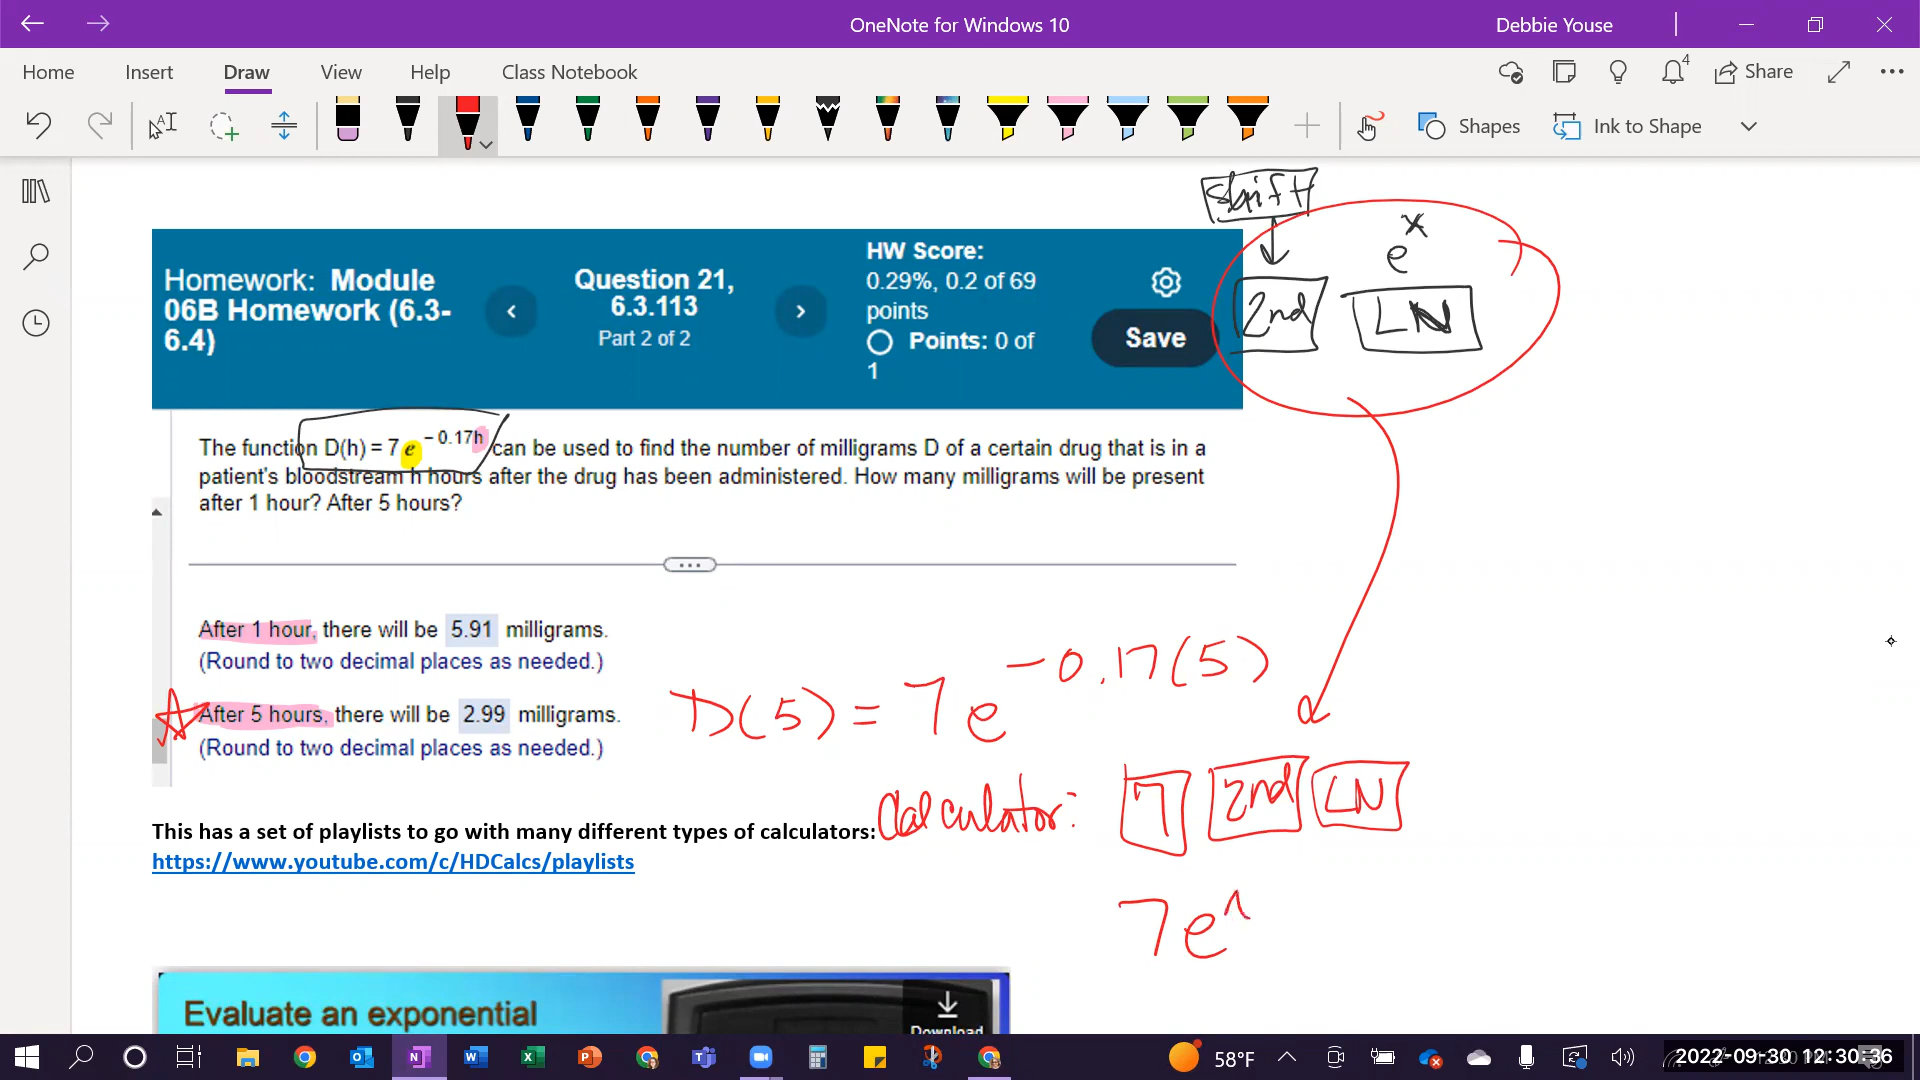 OneNote for Windows 10
Debbie Youse
Home Insert Draw View Help Class Notebook
4
Share
Shapes
Ink to Shape
shift
e^x
2nd LN
Homework: Module 06B Homework (6.3-6.4)
Question 21, 6.3.113
Part 2 of 2
HW Score: 0.29%, 0.2 of 69 points
Points: 0 of 1
Save
The function D(h) = 7 e^{- 0.17h} can be used to find the number of milligrams D of a certain drug that is in a
patient's bloodstream h hours after the drug has been administered. How many milligrams will be present
after 1 hour? After 5 hours?
After 1 hour, there will be 5.91 milligrams.
(Round to two decimal places as needed.)
After 5 hours, there will be 2.99 milligrams.
(Round to two decimal places as needed.)
D(5) = 7e^{-0.17(5)}
calculator: 7 2nd LN
7e^
This has a set of playlists to go with many different types of calculators:
https://www.youtube.com/c/HDCalcs/playlists
Evaluate an exponential
Download
58°F
2022-09-30 12:30:36